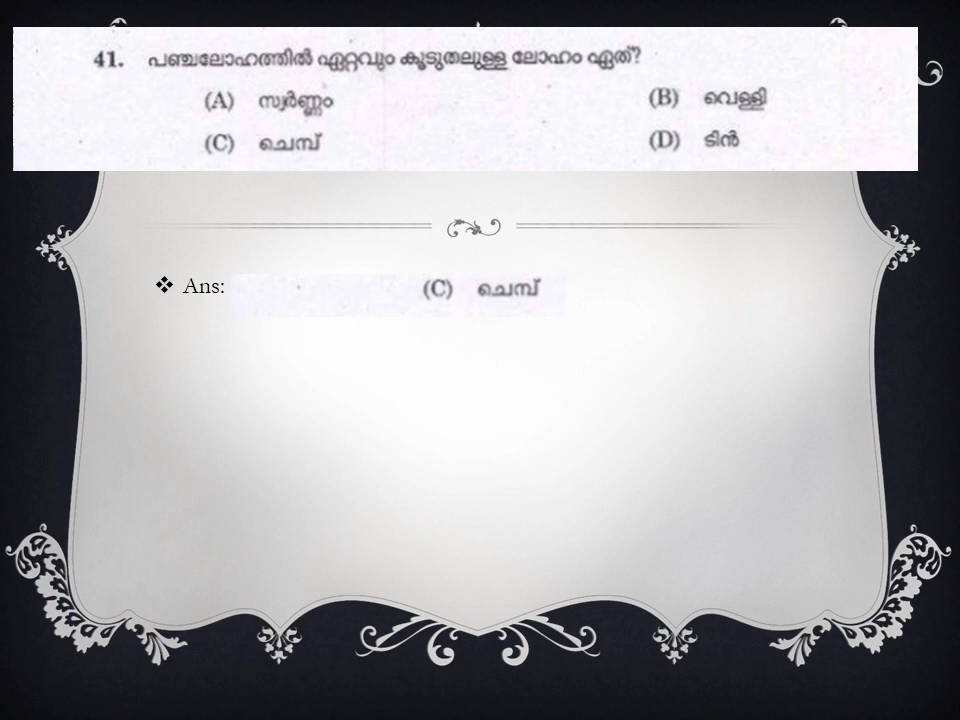 41. പഞ്ചലോഹത്തിൽ ഏറ്റവും കൂടുതലുള്ള ലോഹം ഏത്?
(A) സ്വർണ്ണം (B) വെള്ളി
(C) ചെമ്പ് (D) ടിൻ
❖ Ans: (C) ചെമ്പ്